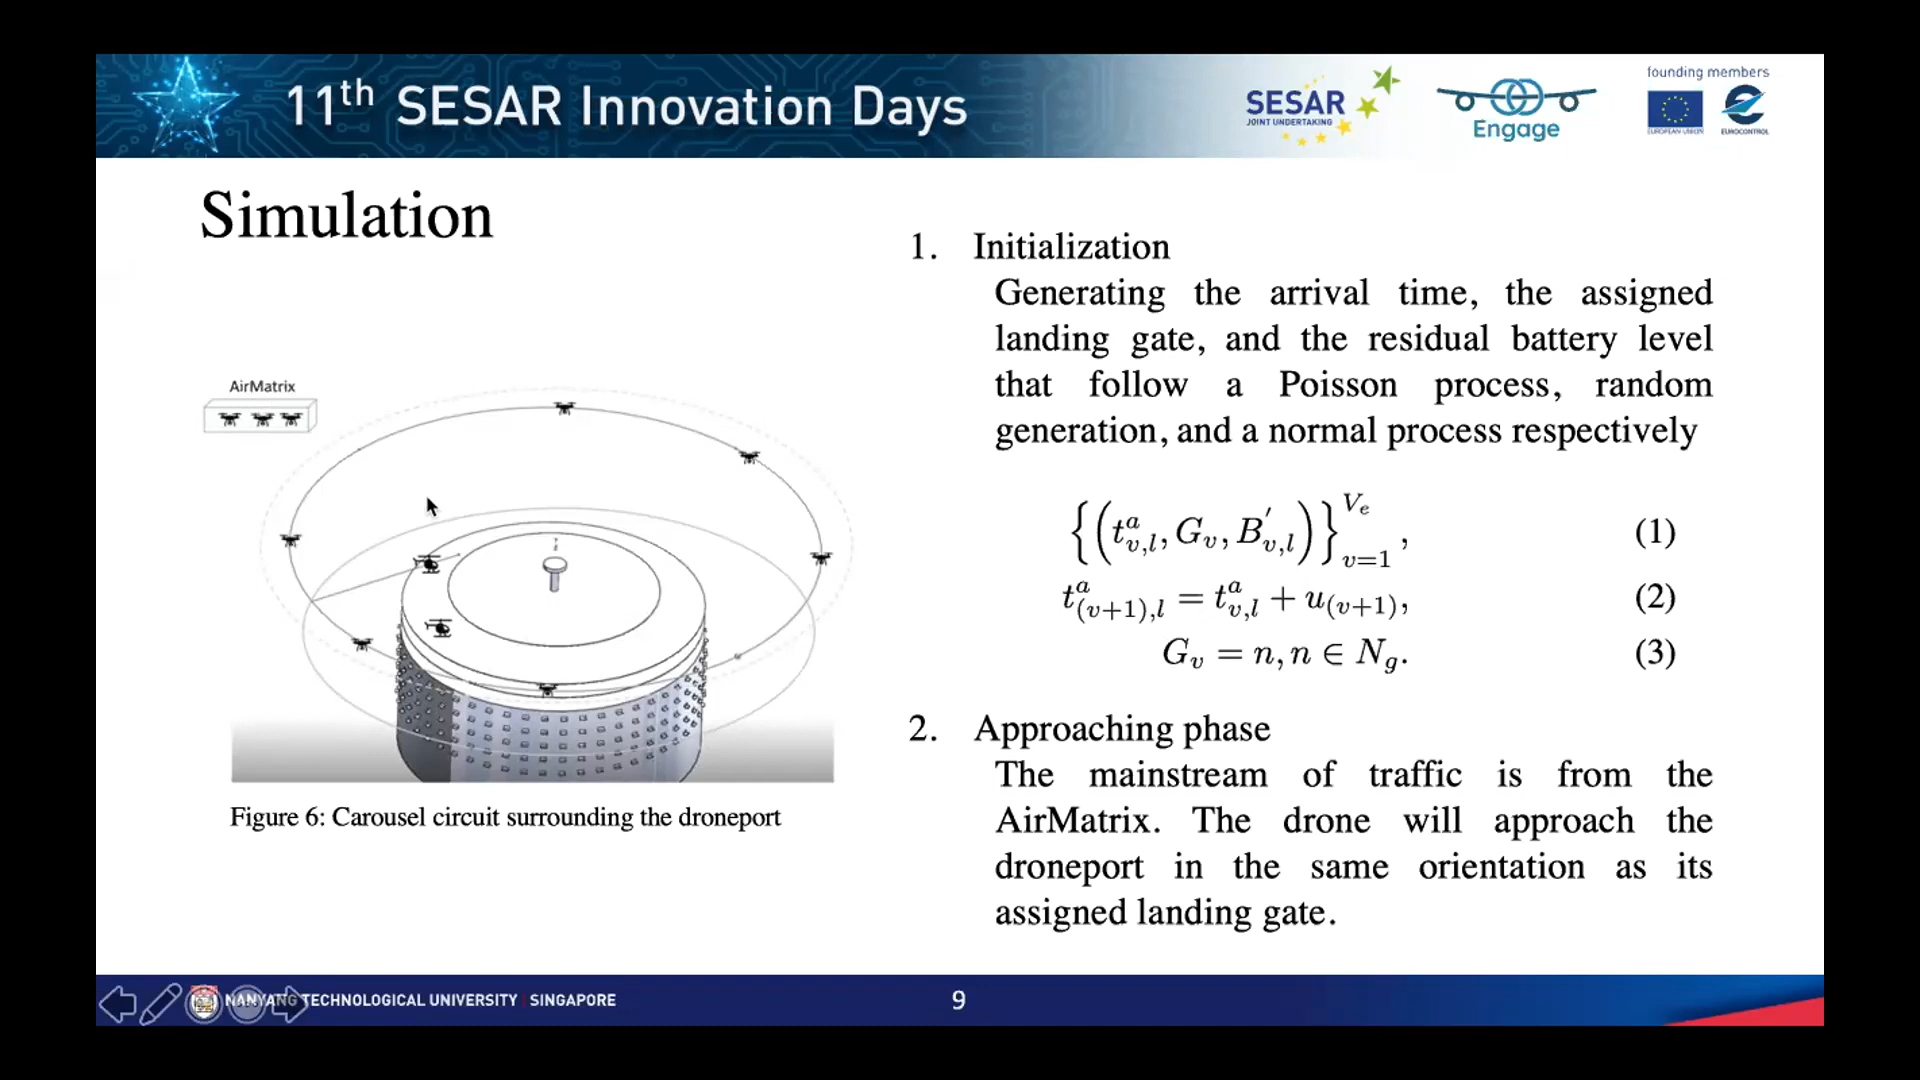 11th SESAR Innovation Days
SESAR
JOINT UNDERTAKING
Engage
founding members
EUROPEAN UNION
EUROCONTROL
Simulation
AirMatrix
Figure 6: Carousel circuit surrounding the droneport
1. Initialization
Generating the arrival time, the assigned
landing gate, and the residual battery level
that follow a Poisson process, random
generation, and a normal process respectively
{(t^a_{v,l}, G_v, B'_{v,l})}^{V_e}_{v=1}, (1)
t^a_{(v+1),l} = t^a_{v,l} + u_{(v+1)}, (2)
G_v = n, n ∈ N_g. (3)
2. Approaching phase
The mainstream of traffic is from the
AirMatrix. The drone will approach the
droneport in the same orientation as its
assigned landing gate.
NANYANG TECHNOLOGICAL UNIVERSITY | SINGAPORE
9